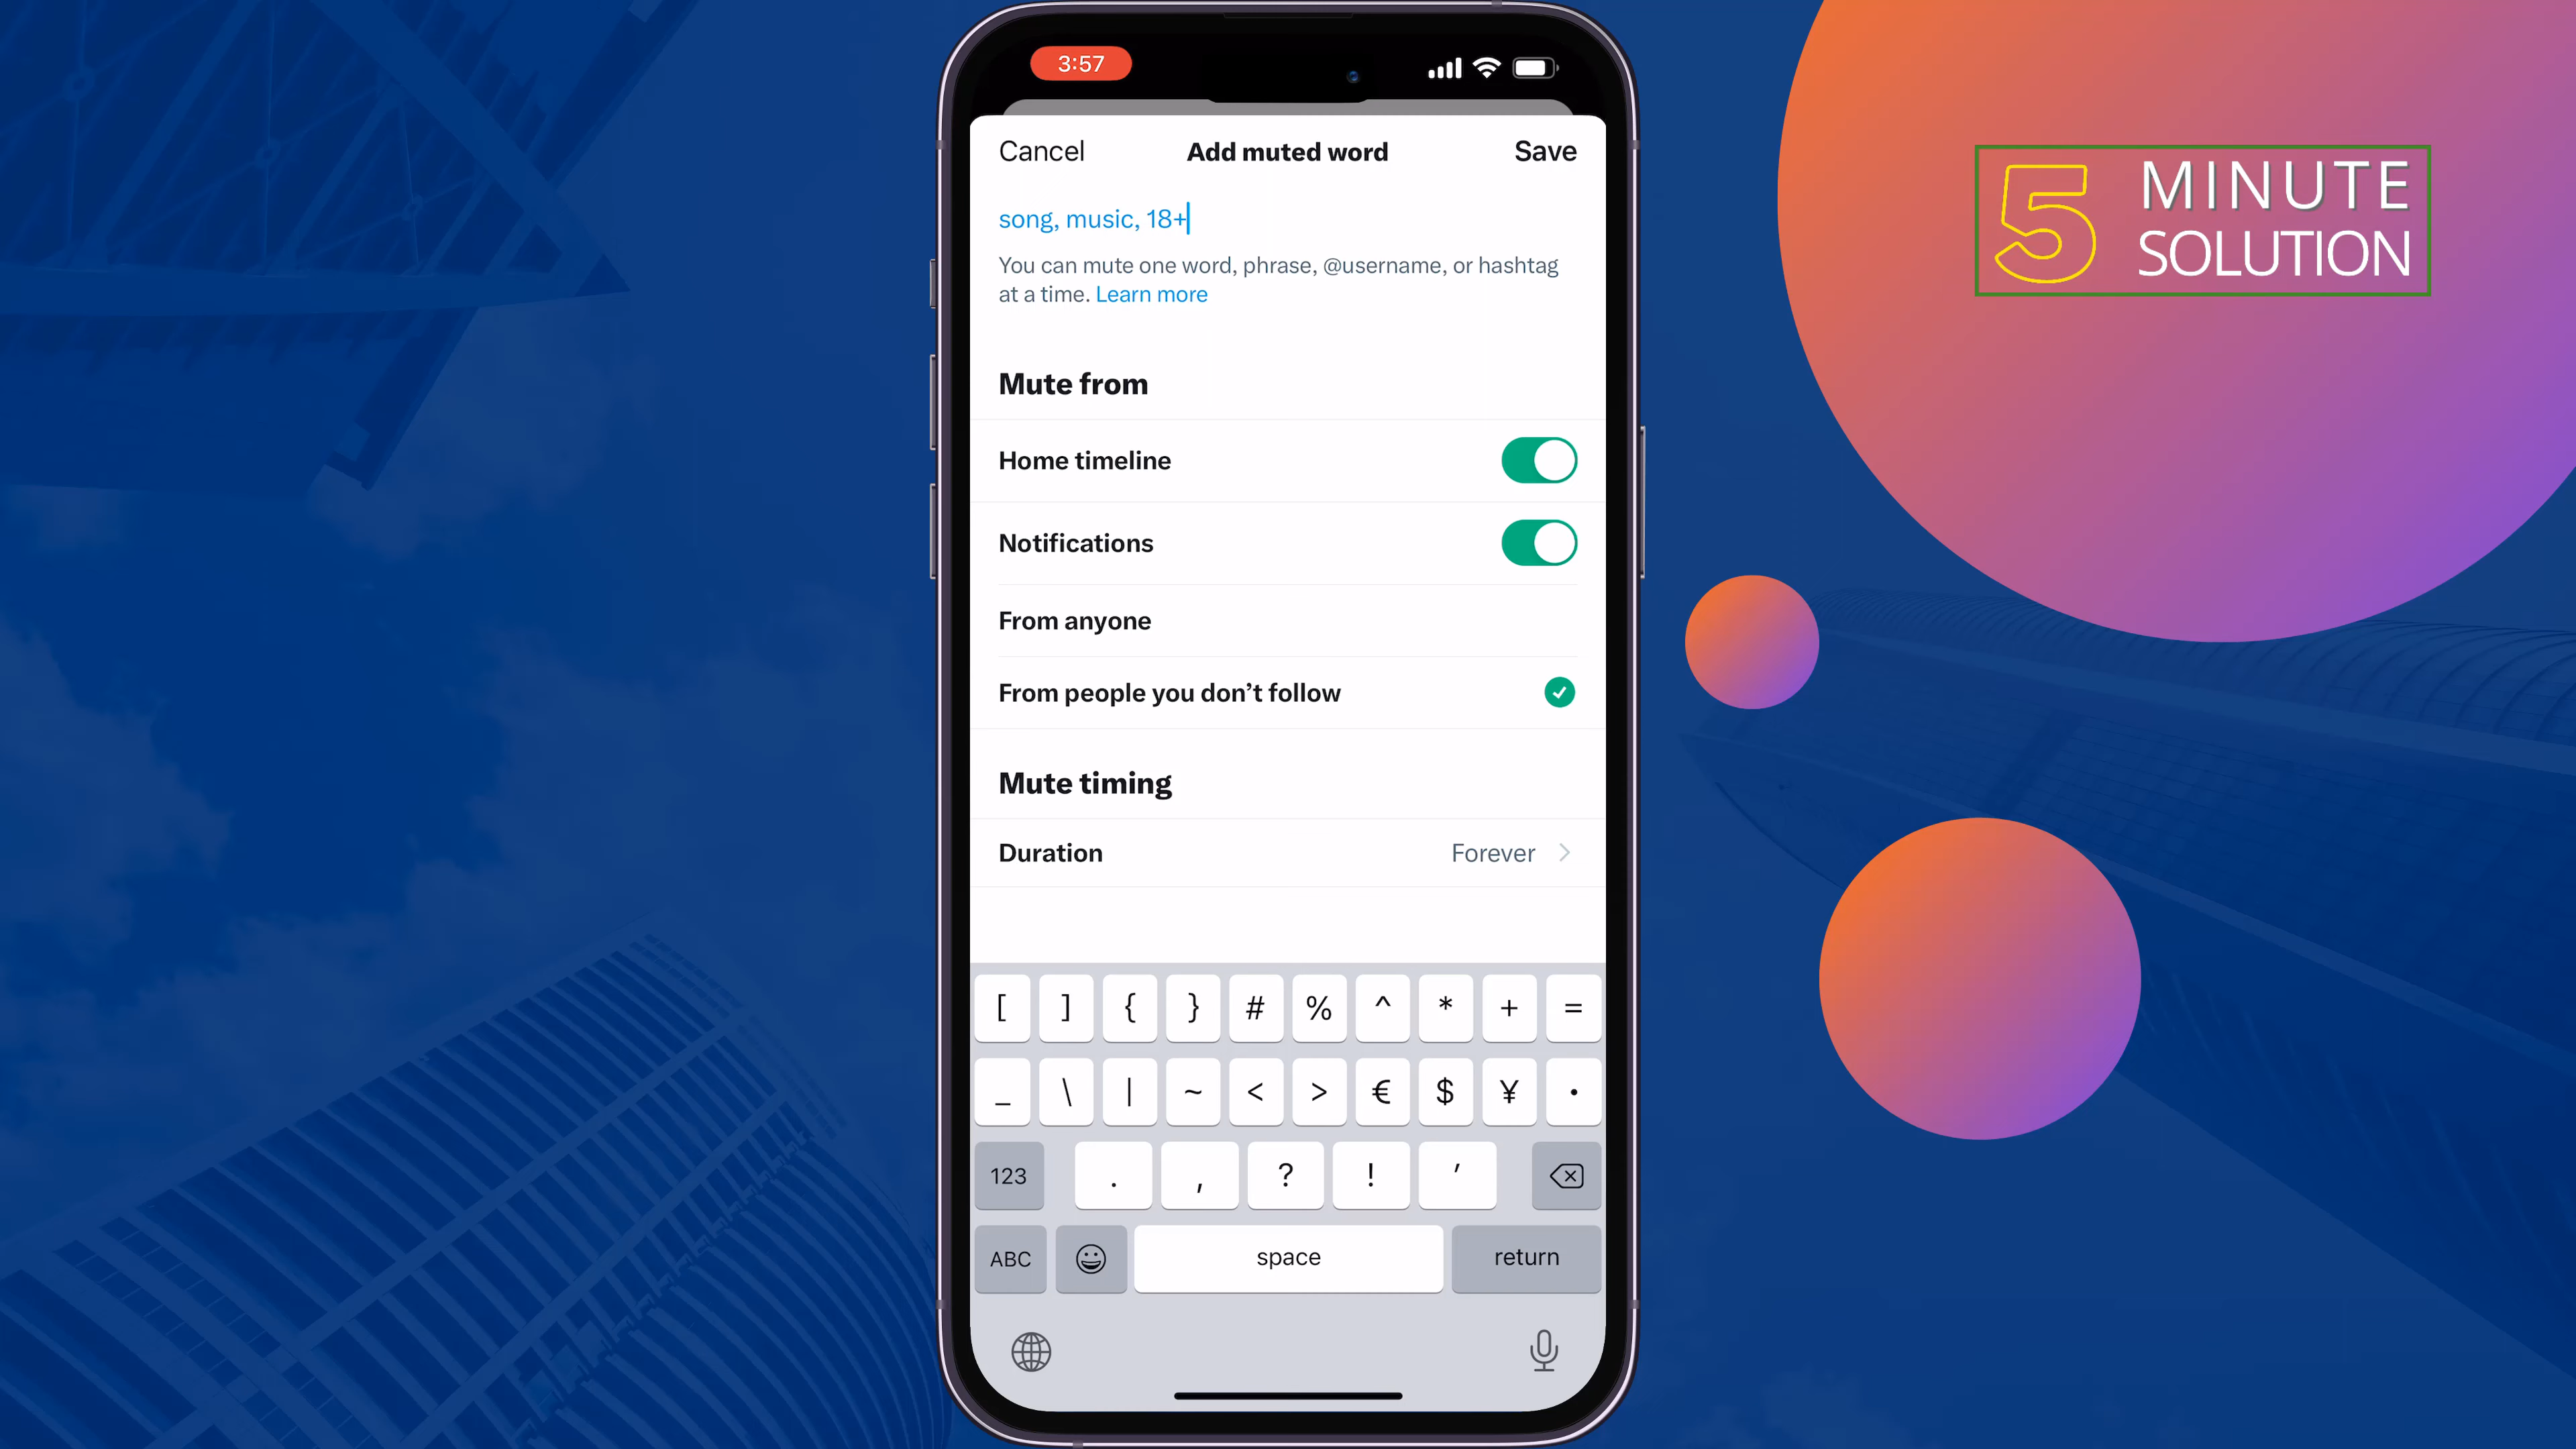 3:57
Cancel Add muted word Save
song, music, 18+
You can mute one word, phrase, @username, or hashtag
at a time. Learn more
Mute from
Home timeline
Notifications
From anyone
From people you don’t follow
Mute timing
Duration Forever
[ ] { } # % ^ * + =
_ \ | ~ < > € $ ¥ •
123 . , ? ! ′
ABC space return
5 MINUTE
SOLUTION